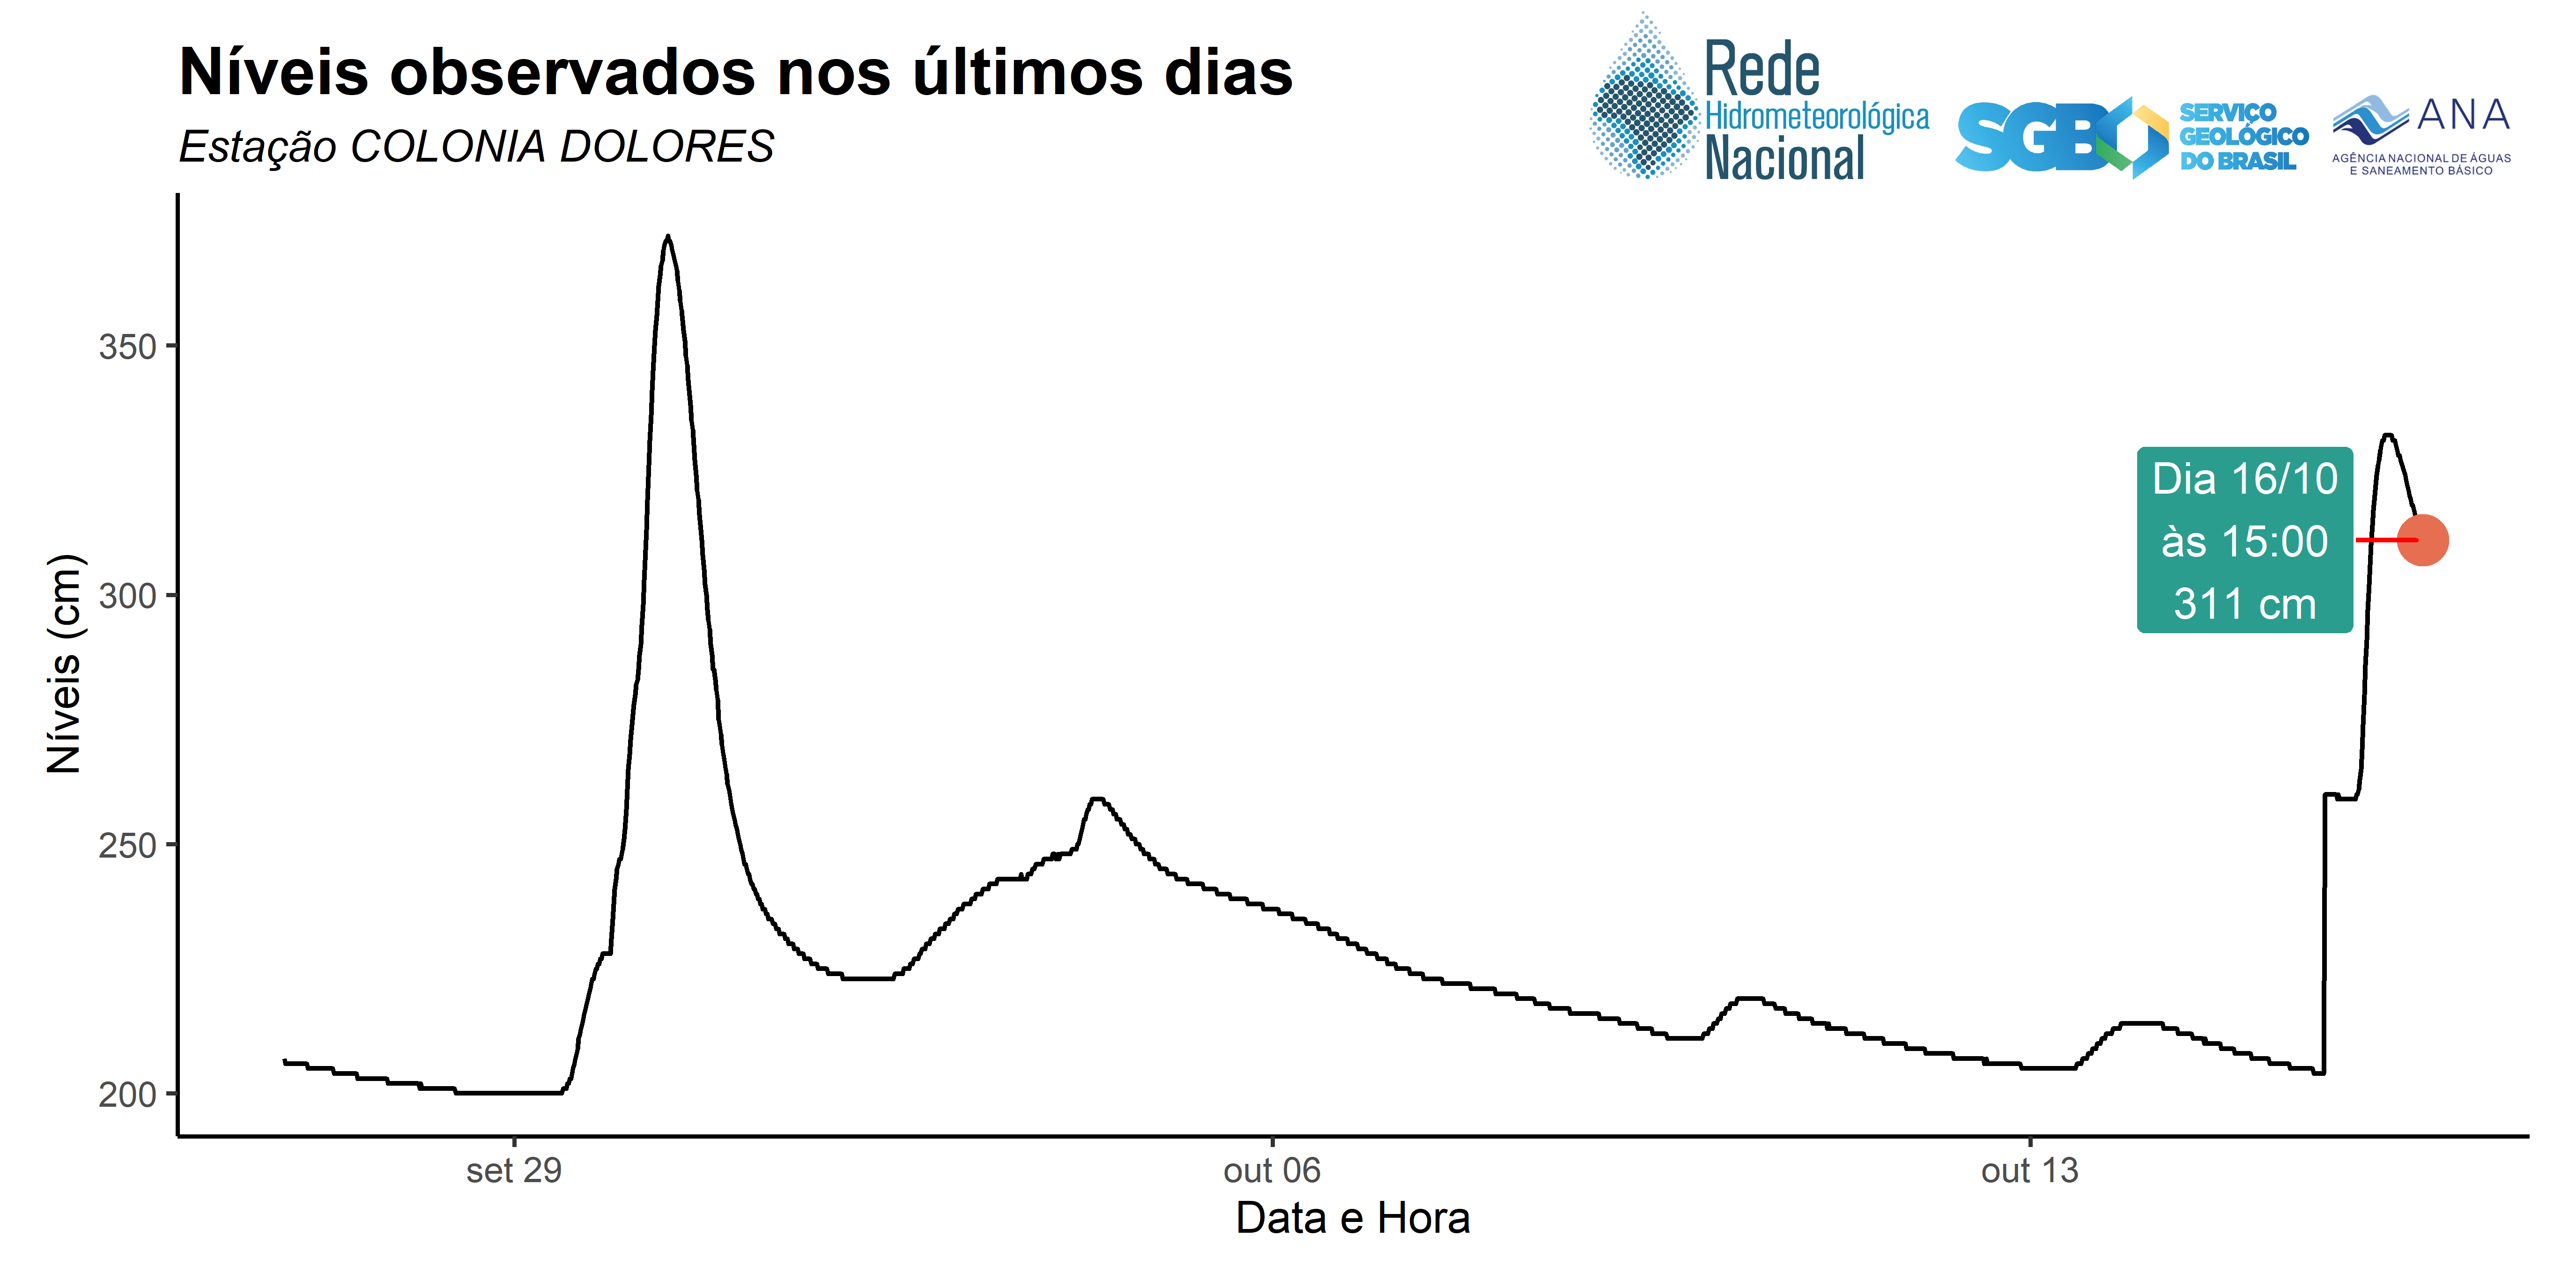 Níveis observados nos últimos dias
Estação COLONIA DOLORES
Rede
Hidrometeorológica
Nacional
SGB
SERVIÇO
GEOLÓGICO
DO BRASIL
ANA
AGÊNCIA NACIONAL DE ÁGUAS
E SANEAMENTO BÁSICO
Níveis (cm)
350
300
250
200
Dia 16/10
às 15:00
311 cm
set 29
out 06
out 13
Data e Hora